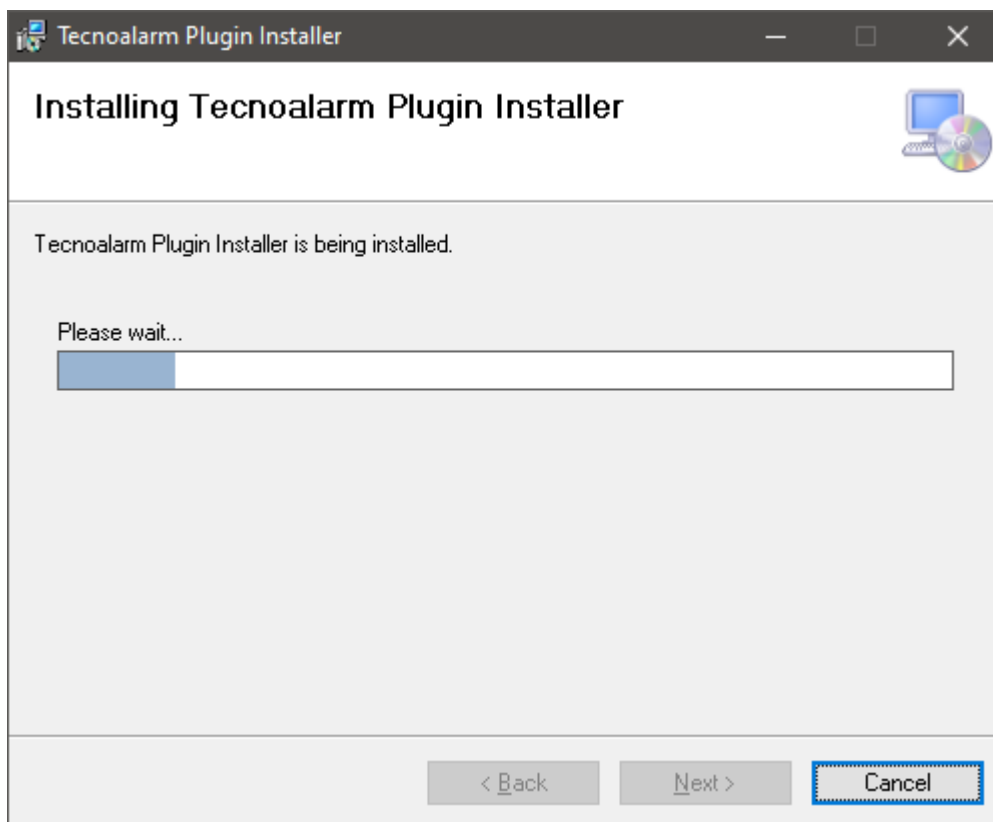 Tecnoalarm Plugin Installer
Installing Tecnoalarm Plugin Installer
Tecnoalarm Plugin Installer is being installed.
Please wait...
< Back
Next >
Cancel